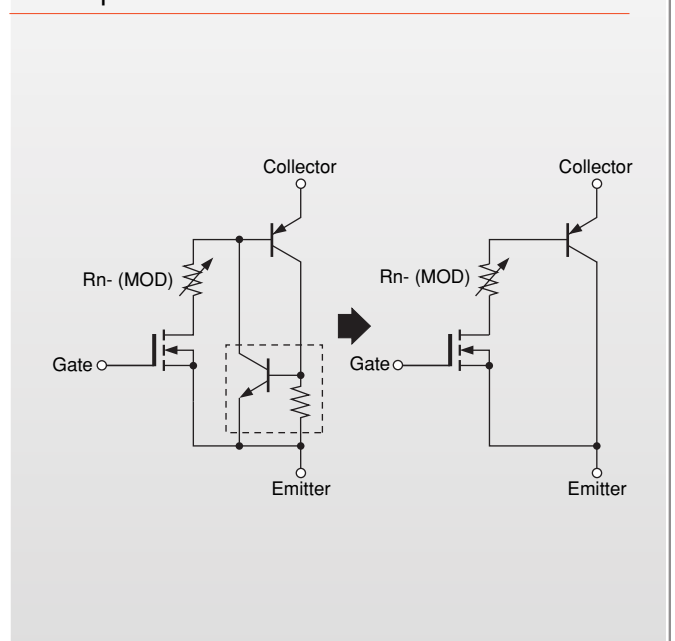 Collector
Collector
Rn- (MOD)
Rn- (MOD)
Gate
Gate
Emitter
Emitter